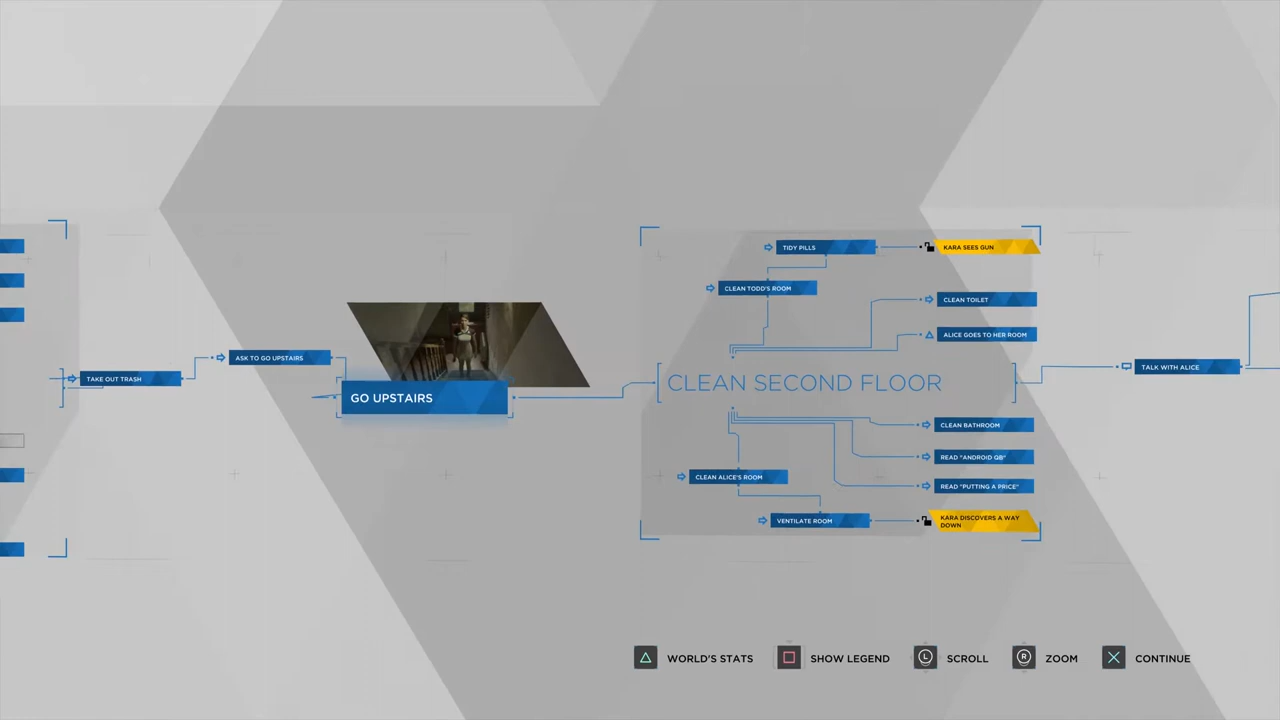 TIDY PILLS
KARA SEES GUN
CLEAN TODD'S ROOM
CLEAN TOILET
ALICE GOES TO HER ROOM
ASK TO GO UPSTAIRS
TALK WITH ALICE
TAKE OUT TRASH
CLEAN SECOND FLOOR
GO UPSTAIRS
CLEAN BATHROOM
READ "ANDROID QB"
CLEAN ALICE'S ROOM
READ "PUTTING A PRICE"
VENTILATE ROOM
KARA DISCOVERS A WAY
DOWN
WORLD'S STATS
SHOW LEGEND
L SCROLL
R ZOOM
CONTINUE